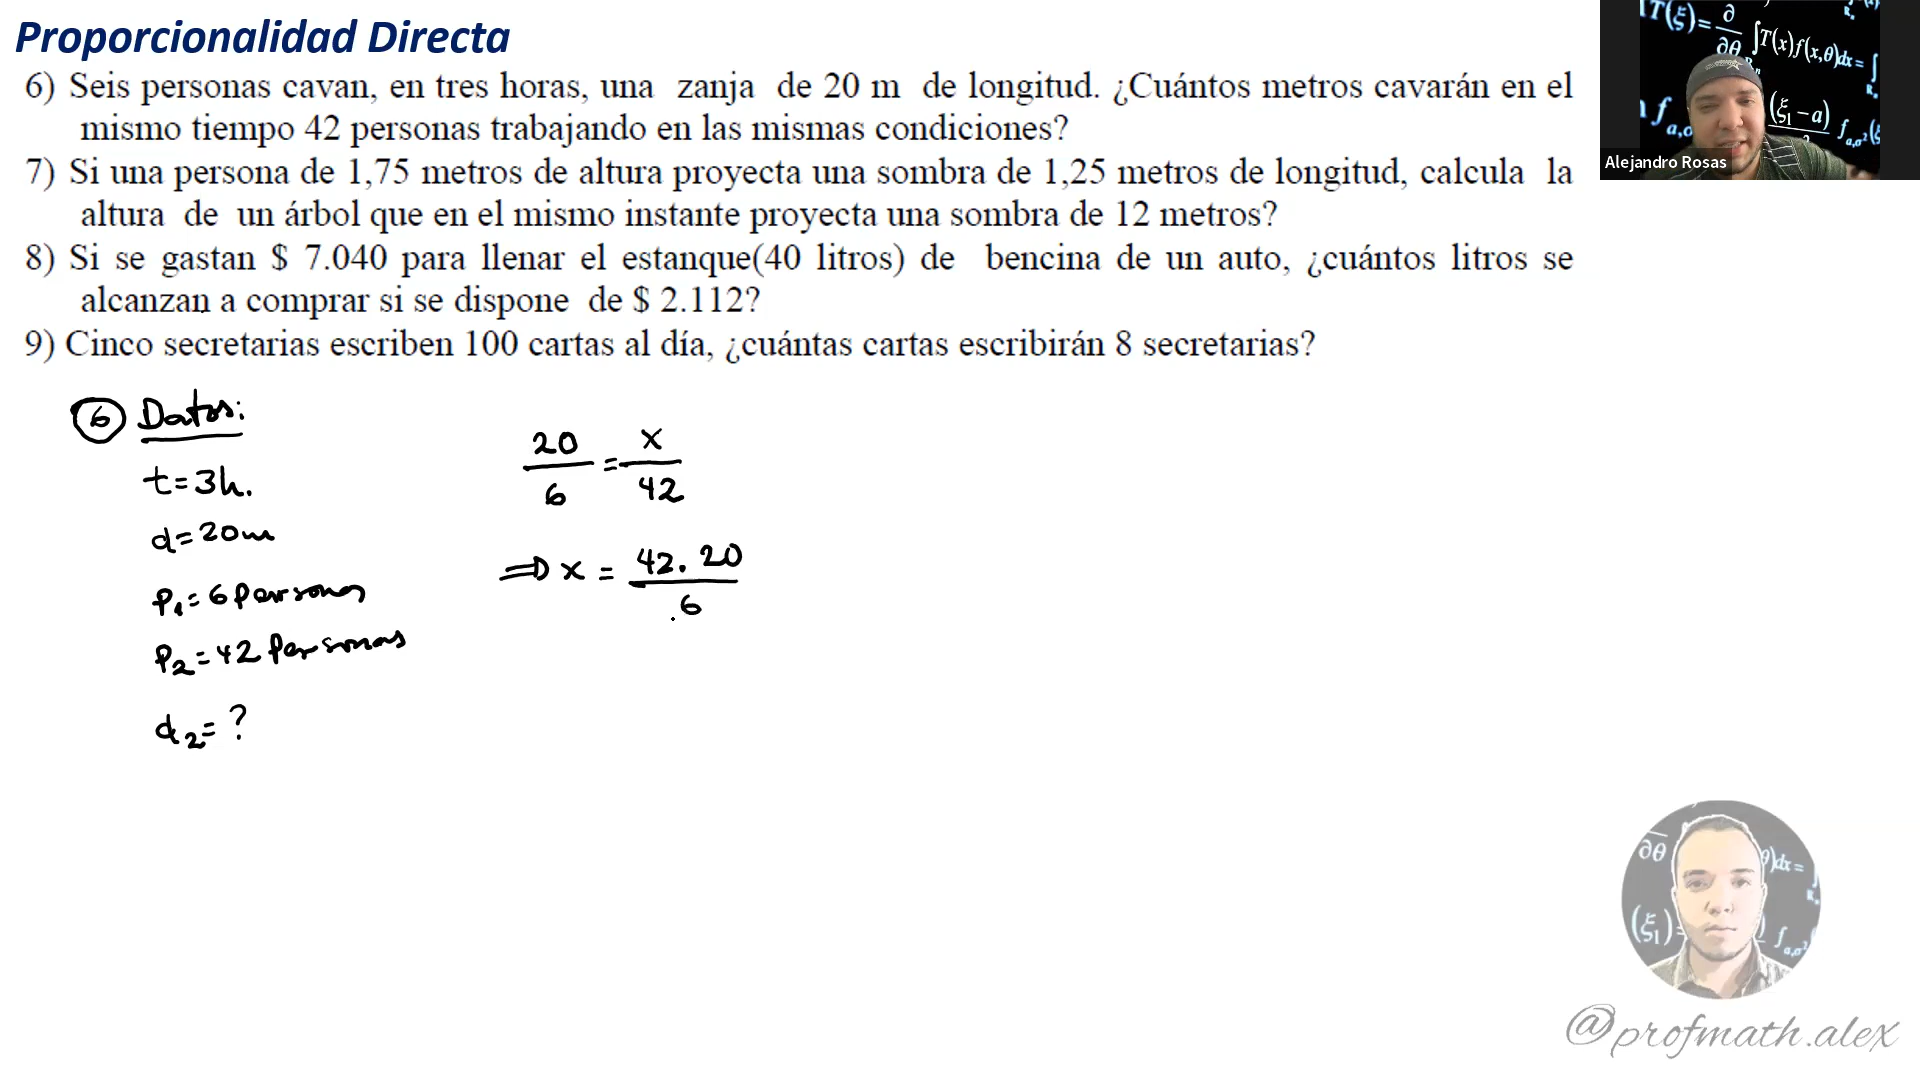 Proporcionalidad Directa
6) Seis personas cavan, en tres horas, una zanja de 20 m de longitud. ¿Cuántos metros cavarán en el
mismo tiempo 42 personas trabajando en las mismas condiciones?
7) Si una persona de 1,75 metros de altura proyecta una sombra de 1,25 metros de longitud, calcula la
altura de un árbol que en el mismo instante proyecta una sombra de 12 metros?
8) Si se gastan $ 7.040 para llenar el estanque(40 litros) de bencina de un auto, ¿cuántos litros se
alcanzan a comprar si se dispone de $ 2.112?
9) Cinco secretarias escriben 100 cartas al día, ¿cuántas cartas escribirán 8 secretarias?
6 Datos:
t=3h.
d=20m
P₁=6 Personas
P₂=42 Personas
d₂=?
20/6 = x/42
⇒ x = 42.20/6
Alejandro Rosas
@profmath.alex